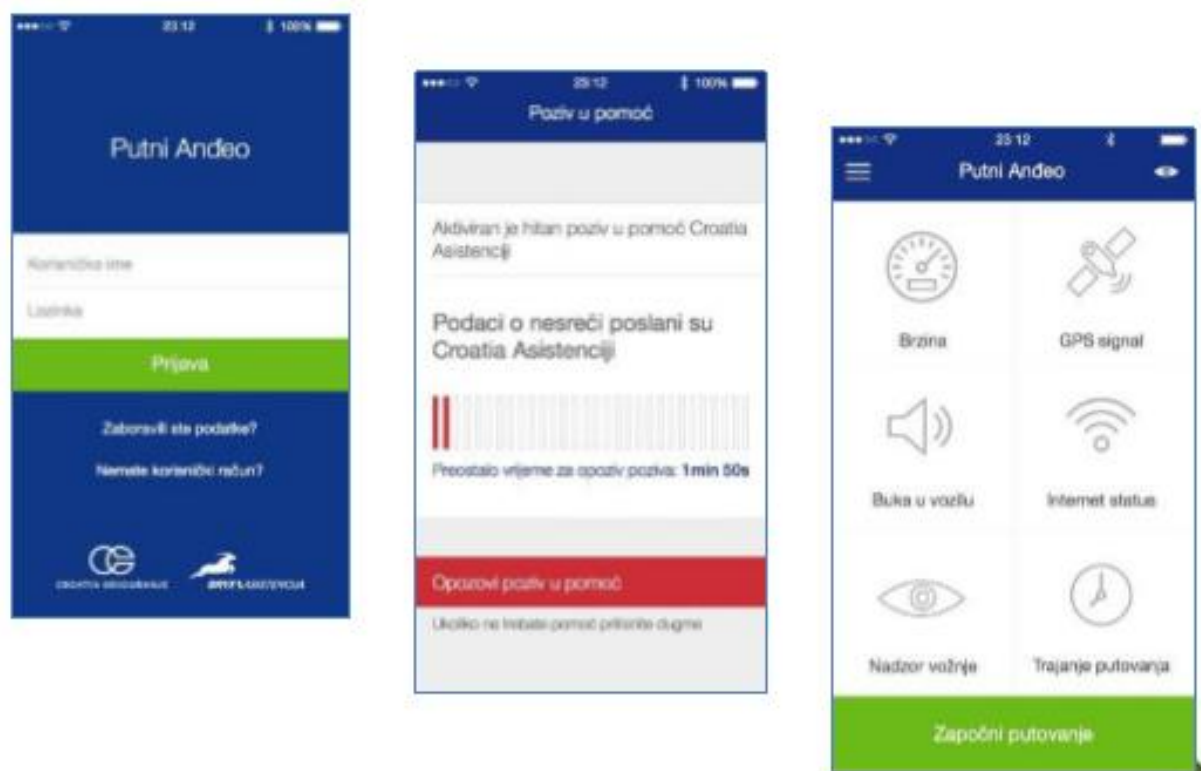 23:12
100%
Putni Anđeo
Korisničko ime
Lozinka
Prijava
Zaboravili ste podatke?
Nemate korisnički račun?
CROATIA OSIGURANJE
23:12
100%
Poziv u pomoć
Aktiviran je hitan poziv u pomoć Croatia
Asistenciji
Podaci o nesreći poslani su
Croatia Asistenciji
Preostalo vrijeme za opoziv poziva: 1min 50s
Opozovi poziv u pomoć
Ukoliko ne trebate pomoć pritisnite dugme
23:12
Putni Anđeo
Brzina
GPS signal
Buka u vozilu
Internet status
Nadzor vožnje
Trajanje putovanja
Započni putovanje